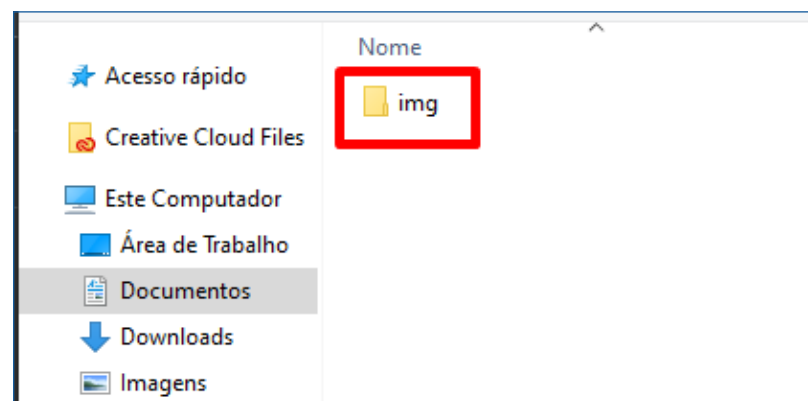 Acesso rápido
Creative Cloud Files
Este Computador
Área de Trabalho
Documentos
Downloads
Imagens
Nome
img